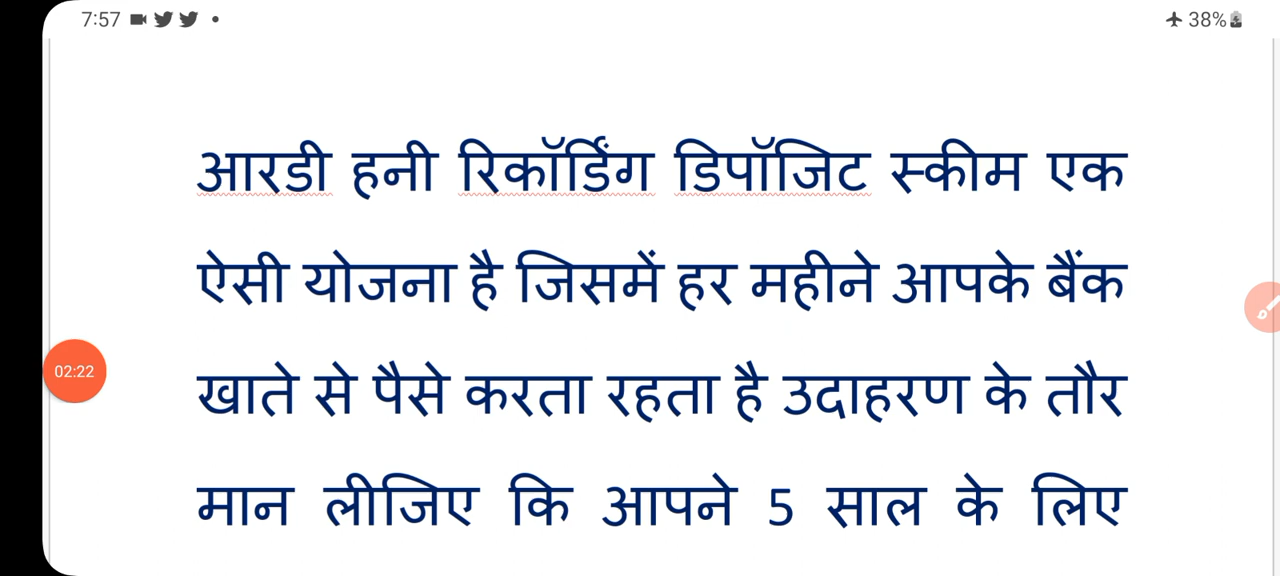 7:57 38%
आरडी हनी रिकॉर्डिंग डिपॉजिट स्कीम एक
ऐसी योजना है जिसमें हर महीने आपके बैंक
खाते से पैसे करता रहता है उदाहरण के तौर
02:22
मान लीजिए कि आपने 5 साल के लिए